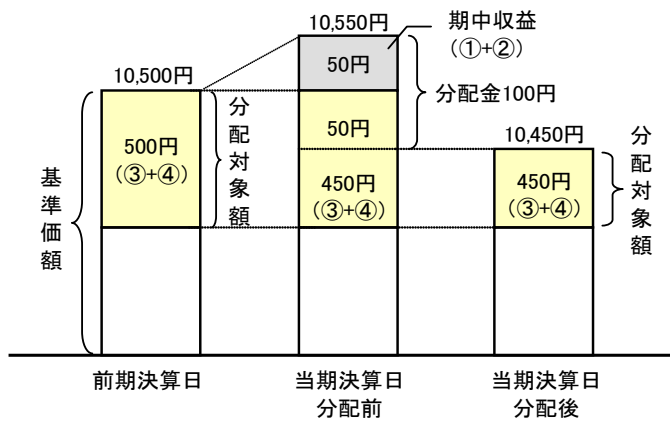 10,550円
期中収益
(①+②)
10,500円
50円
分配金100円
分配対象額
50円
10,450円
分配対象額
500円
(③+④)
450円
(③+④)
450円
(③+④)
基準価額
前期決算日
当期決算日
分配前
当期決算日
分配後